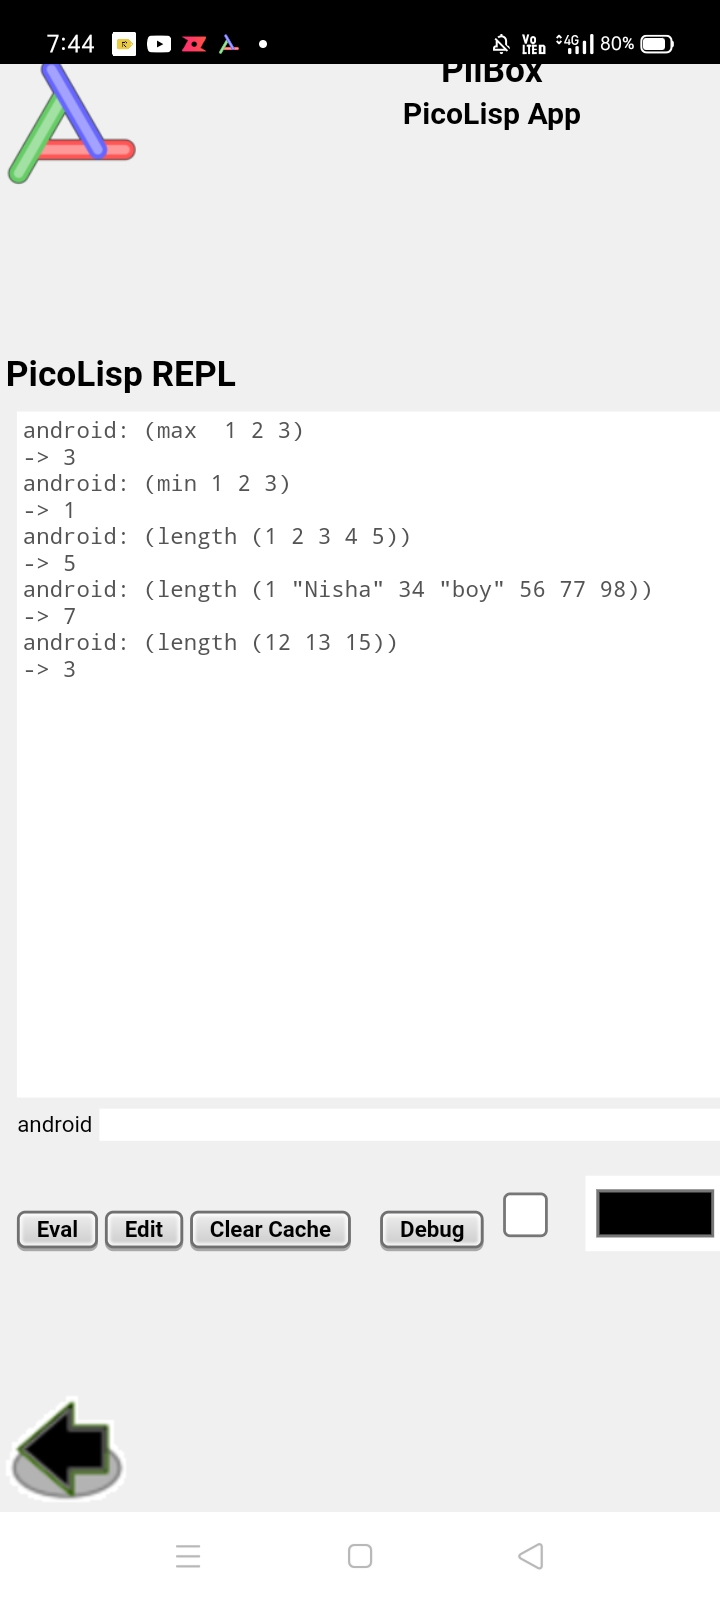 7:44 VoLTED 4G 80%
PilBox
PicoLisp App
PicoLisp REPL
android: (max  1 2 3)
-> 3
android: (min 1 2 3)
-> 1
android: (length (1 2 3 4 5))
-> 5
android: (length (1 "Nisha" 34 "boy" 56 77 98))
-> 7
android: (length (12 13 15))
-> 3
android
Eval Edit Clear Cache Debug